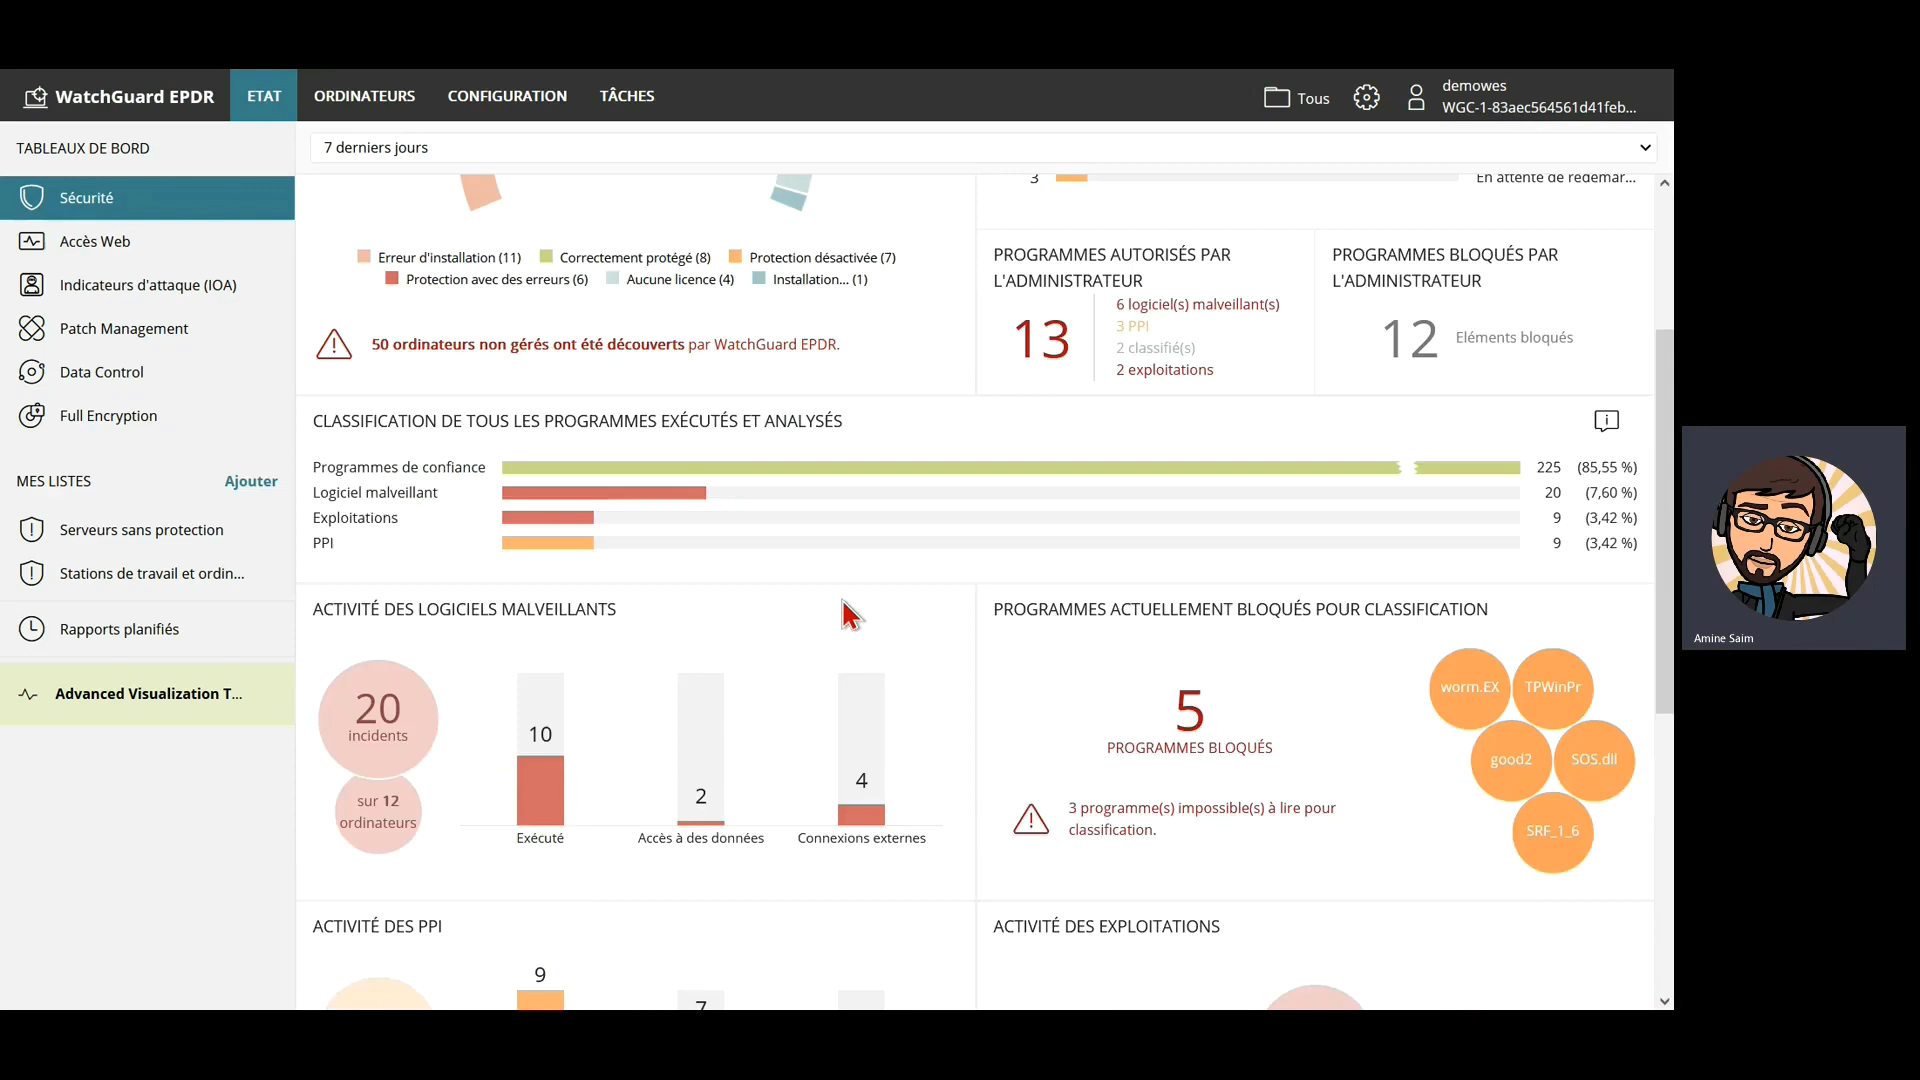 WatchGuard EPDR
ETAT
ORDINATEURS
CONFIGURATION
TÂCHES
Tous
demowes
WGC-1-83aec564561d41feb...
TABLEAUX DE BORD
Sécurité
Accès Web
Indicateurs d'attaque (IOA)
Patch Management
Data Control
Full Encryption
MES LISTES
Ajouter
Serveurs sans protection
Stations de travail et ordin...
Rapports planifiés
Advanced Visualization T...
7 derniers jours
Erreur d'installation (11)
Correctement protégé (8)
Protection désactivée (7)
Protection avec des erreurs (6)
Aucune licence (4)
Installation... (1)
50 ordinateurs non gérés ont été découverts par WatchGuard EPDR.
3
En attente de redémar...
PROGRAMMES AUTORISÉS PAR
L'ADMINISTRATEUR
13
6 logiciel(s) malveillant(s)
3 PPI
2 classifié(s)
2 exploitations
PROGRAMMES BLOQUÉS PAR
L'ADMINISTRATEUR
12
Eléments bloqués
CLASSIFICATION DE TOUS LES PROGRAMMES EXÉCUTÉS ET ANALYSÉS
Programmes de confiance 225 (85,55 %)
Logiciel malveillant 20 (7,60 %)
Exploitations 9 (3,42 %)
PPI 9 (3,42 %)
ACTIVITÉ DES LOGICIELS MALVEILLANTS
20
incidents
sur 12
ordinateurs
10
Exécuté
2
Accès à des données
4
Connexions externes
PROGRAMMES ACTUELLEMENT BLOQUÉS POUR CLASSIFICATION
5
PROGRAMMES BLOQUÉS
3 programme(s) impossible(s) à lire pour
classification.
worm.EX
TPWinPr
good2
SOS.dll
SRF_1_6
ACTIVITÉ DES PPI
9
7
ACTIVITÉ DES EXPLOITATIONS
Amine Saim